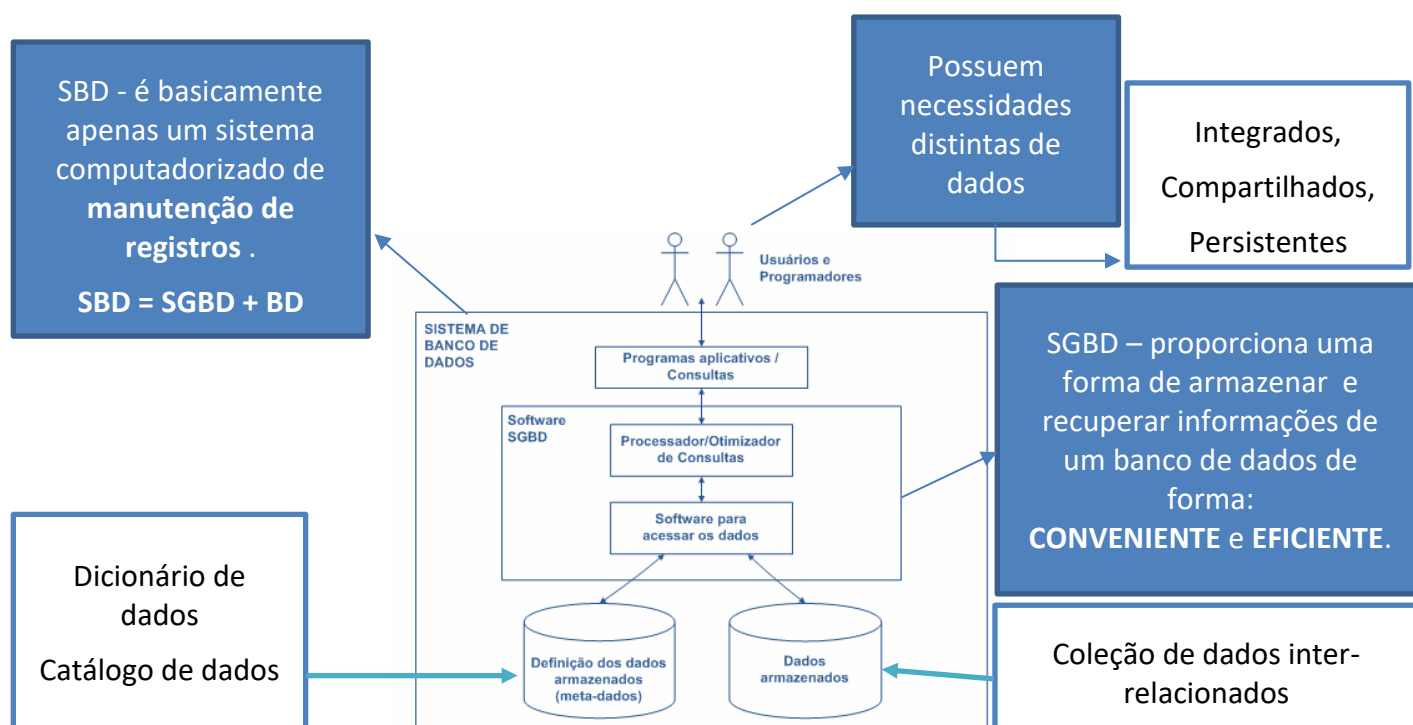 SBD - é basicamente
apenas um sistema
computadorizado de
manutenção de
registros .
SBD = SGBD + BD
Possuem
necessidades
distintas de
dados
Integrados,
Compartilhados,
Persistentes
Usuários e
Programadores
SISTEMA DE
BANCO DE
DADOS
Programas aplicativos /
Consultas
Software
SGBD
Processador/Otimizador
de Consultas
Software para
acessar os dados
SGBD – proporciona uma
forma de armazenar e
recuperar informações de
um banco de dados de
forma:
CONVENIENTE e EFICIENTE.
Dicionário de
dados
Catálogo de dados
Definição dos dados
armazenados
(meta-dados)
Dados
armazenados
Coleção de dados inter-
relacionados